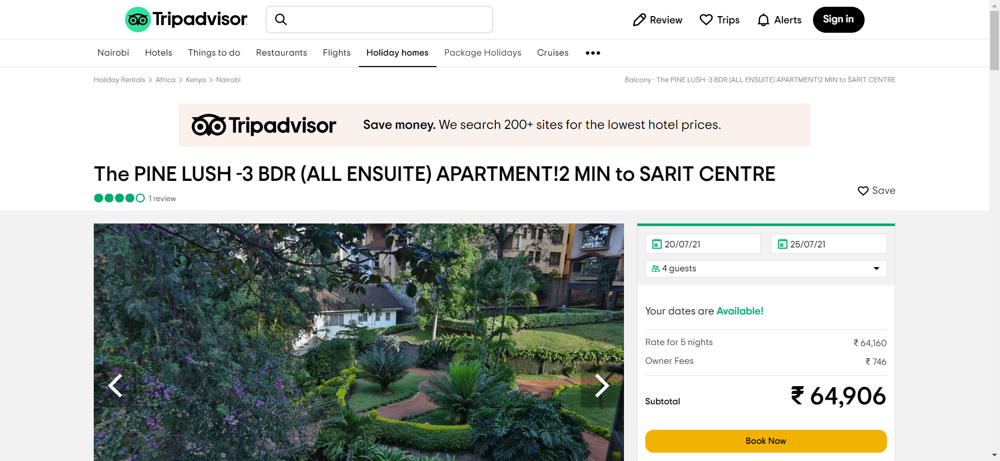 Tripadvisor
Review
Trips
Alerts
Sign in
Nairobi
Hotels
Things to do
Restaurants
Flights
Holiday homes
Package Holidays
Cruises
Holiday Rentals > Africa > Kenya > Nairobi
Balcony - The PINE LUSH -3 BDR (ALL ENSUITE) APARTMENT!2 MIN to SARIT CENTRE
Tripadvisor
Save money. We search 200+ sites for the lowest hotel prices.
The PINE LUSH -3 BDR (ALL ENSUITE) APARTMENT!2 MIN to SARIT CENTRE
1 review
Save
20/07/21
25/07/21
4 guests
Your dates are Available!
Rate for 5 nights
₹ 64,160
Owner Fees
₹ 746
Subtotal
₹ 64,906
Book Now